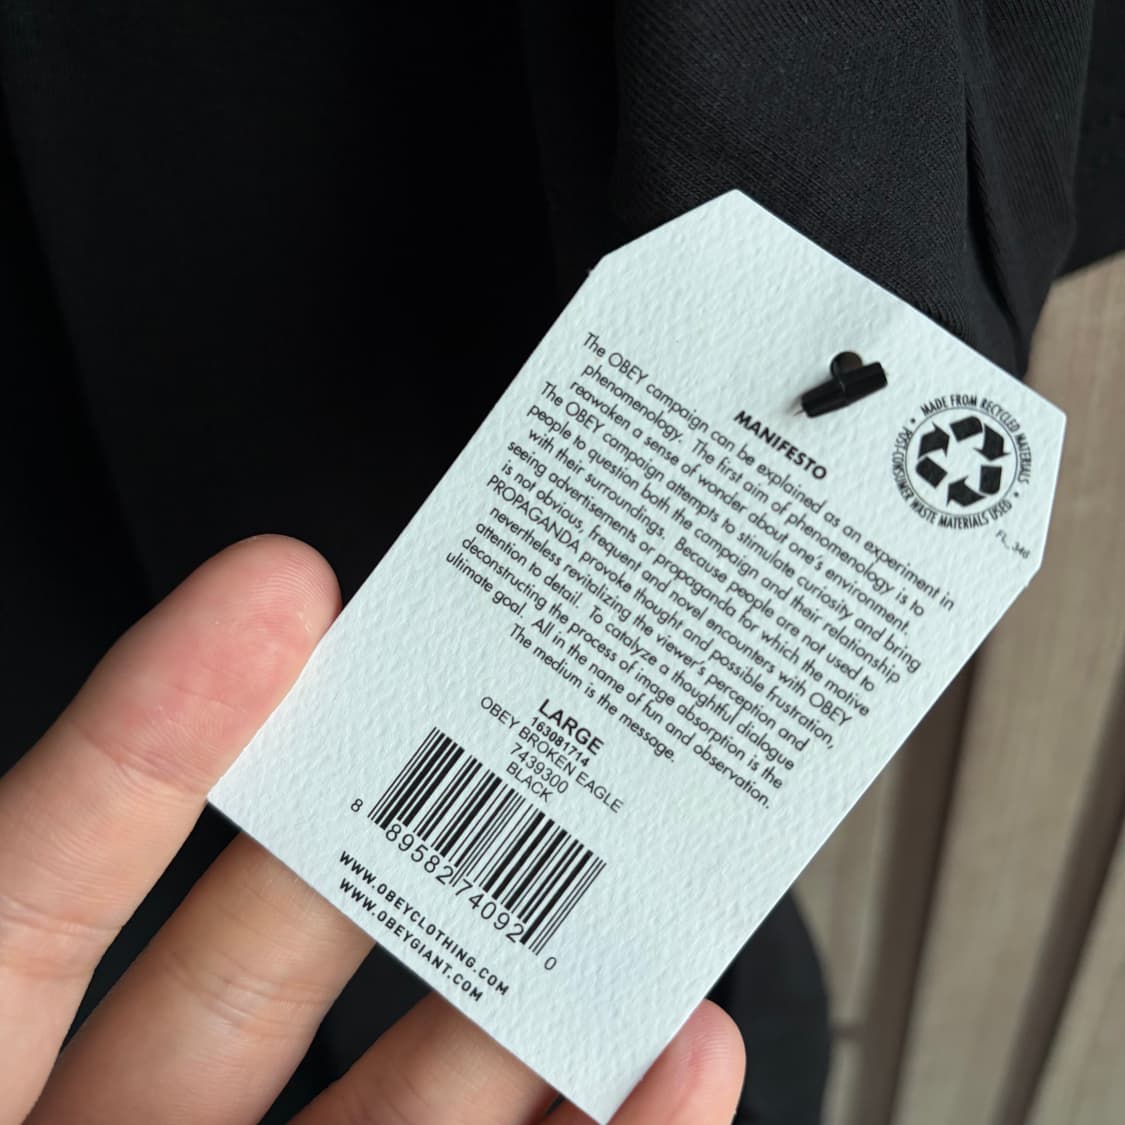 MADE FROM RECYCLED MATERIALS • POST-CONSUMER WASTE MATERIALS USED •
FL_346
MANIFESTO
The OBEY campaign can be explained as an experiment in
phenomenology. The first aim of phenomenology is to
reawaken a sense of wonder about one's environment.
The OBEY campaign attempts to stimulate curiosity and bring
people to question both the campaign and their relationship
with their surroundings. Because people are not used to
seeing advertisements or propaganda for which the motive
is not obvious, frequent and novel encounters with OBEY
PROPAGANDA provoke thought and possible frustration,
nevertheless revitalizing the viewer's perception and
attention to detail. To catalyze a thoughtful dialogue
deconstructing the process of image absorption is the
ultimate goal. All in the name of fun and observation.
The medium is the message.
LARGE
163081714
OBEY BROKEN EAGLE
7439300
BLACK
8 89582 74092 0
WWW.OBEYCLOTHING.COM
WWW.OBEYGIANT.COM